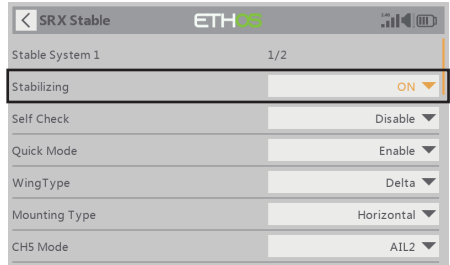 SRX Stable ETHOS
Stable System 1 1/2
Stabilizing ON
Self Check Disable
Quick Mode Enable
WingType Delta
Mounting Type Horizontal
CH5 Mode AIL2